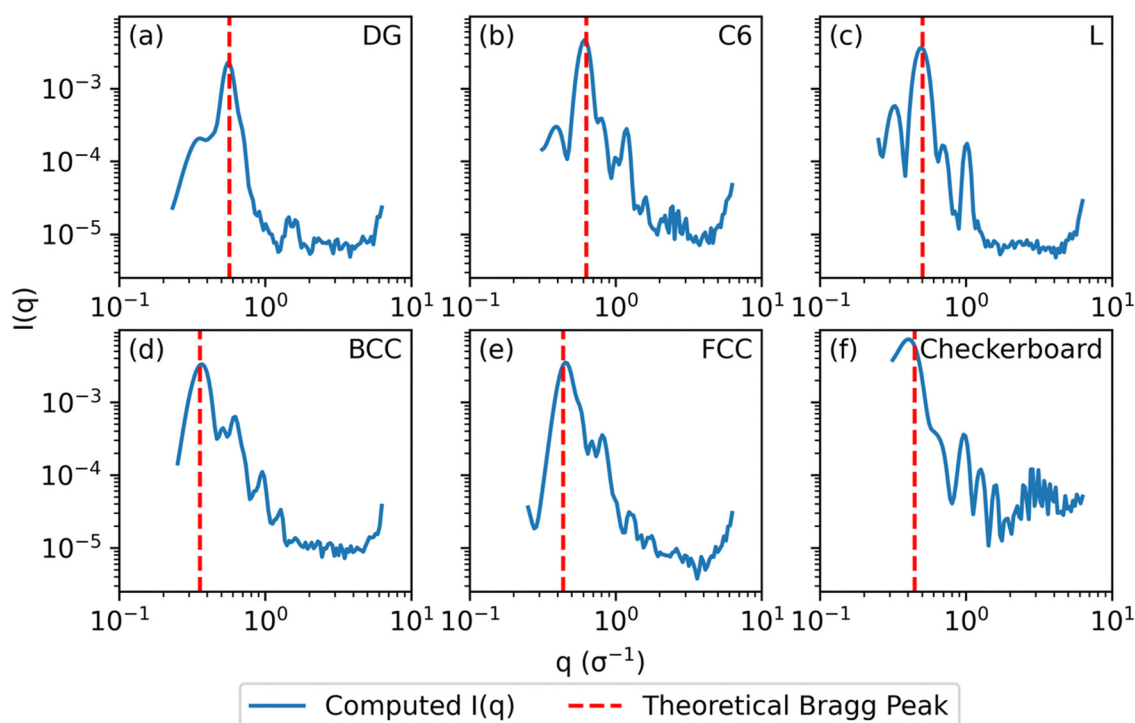 (a) DG (b) C6 (c) L
10⁻³
10⁻⁴
10⁻⁵
10⁻¹ 10⁰ 10¹ 10⁻¹ 10⁰ 10¹ 10⁻¹ 10⁰ 10¹
I(q)
(d) BCC (e) FCC (f) Checkerboard
10⁻³
10⁻⁴
10⁻⁵
10⁻¹ 10⁰ 10¹ 10⁻¹ 10⁰ 10¹ 10⁻¹ 10⁰ 10¹
q (σ⁻¹)
Computed I(q) Theoretical Bragg Peak